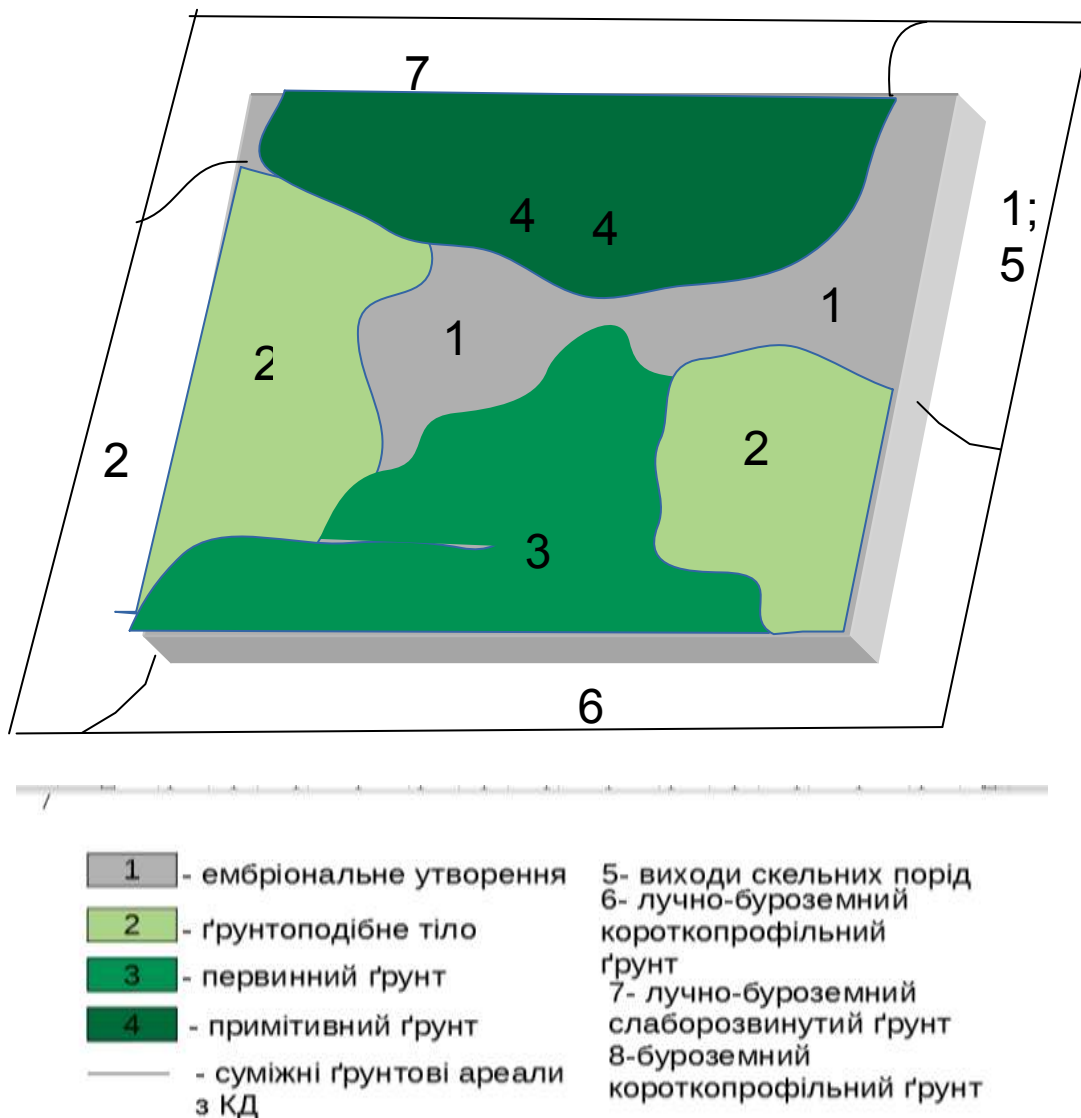 7
4 4
1;
5
1
1
2
2
2
3
6
1 - ембріональне утворення
2 - ґрунтоподібне тіло
3 - первинний ґрунт
4 - примітивний ґрунт
- суміжні ґрунтові ареали
з КД
5- виходи скельних порід
6- лучно-буроземний
короткопрофільний
ґрунт
7- лучно-буроземний
слаборозвинутий ґрунт
8-буроземний
короткопрофільний ґрунт